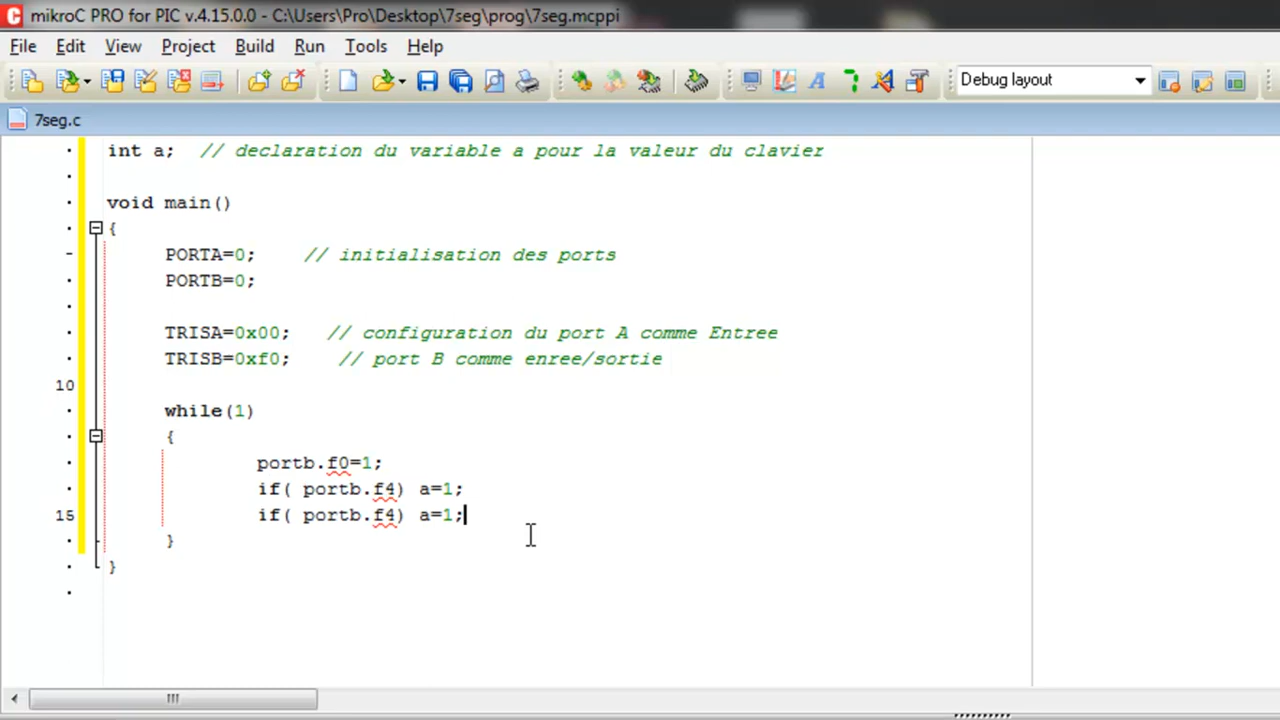 mikroC PRO for PIC v.4.15.0.0 - C:\Users\Pro\Desktop\7seg\prog\7seg.mcppi
File Edit View Project Build Run Tools Help
Debug layout
7seg.c
int a; // declaration du variable a pour la valeur du clavier
void main()
{
PORTA=0; // initialisation des ports
PORTB=0;
TRISA=0x00; // configuration du port A comme Entree
TRISB=0xf0; // port B comme enree/sortie
10
while(1)
{
portb.f0=1;
if( portb.f4) a=1;
15 if( portb.f4) a=1;
}
}